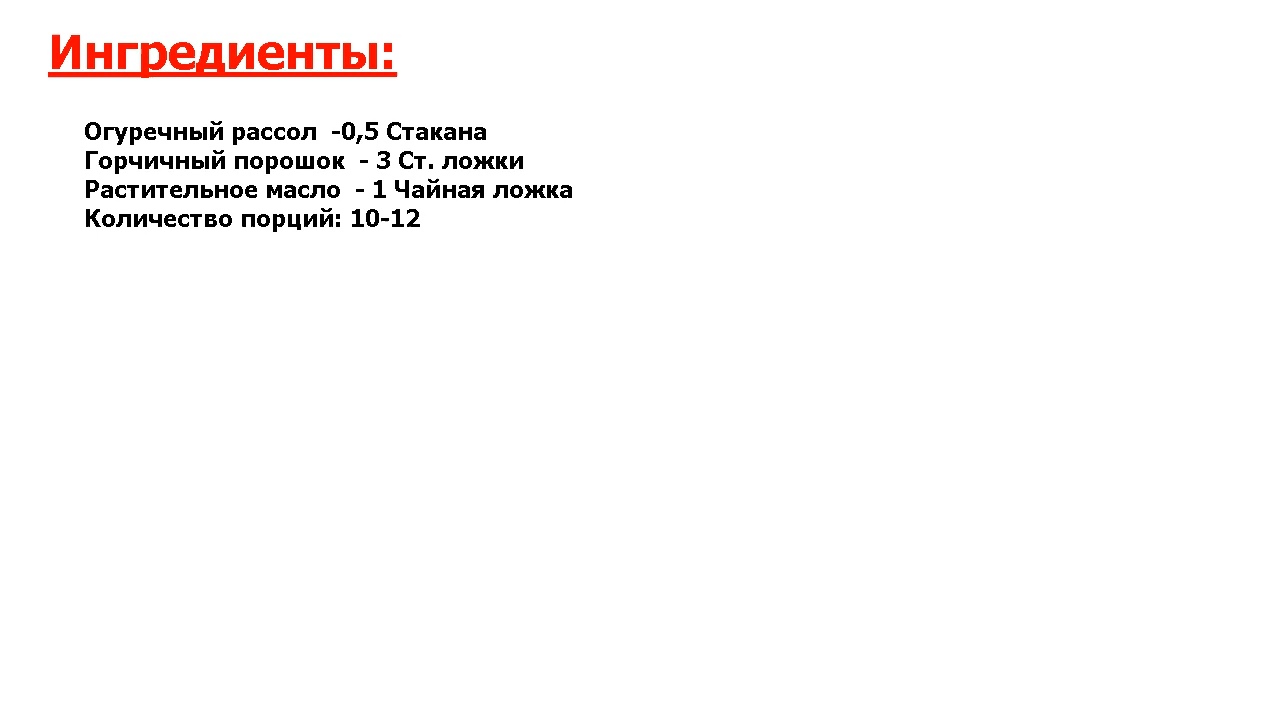 Ингредиенты:
Огуречный рассол  -0,5 Стакана
Горчичный порошок  - 3 Ст. ложки
Растительное масло  - 1 Чайная ложка
Количество порций: 10-12